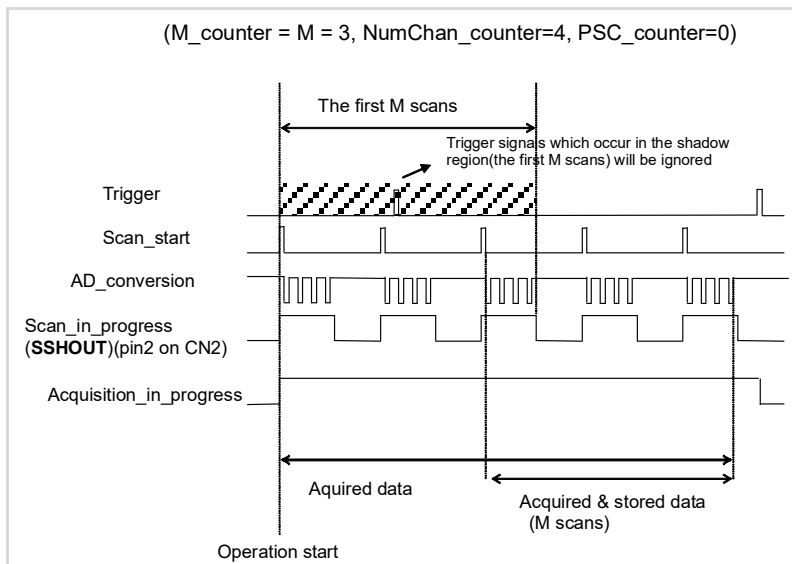 (M_counter = M = 3, NumChan_counter=4, PSC_counter=0)
The first M scans
Trigger signals which occur in the shadow
region(the first M scans) will be ignored
Trigger
Scan_start
AD_conversion
Scan_in_progress
(SSHOUT)(pin2 on CN2)
Acquisition_in_progress
Aquired data
Acquired & stored data
(M scans)
Operation start